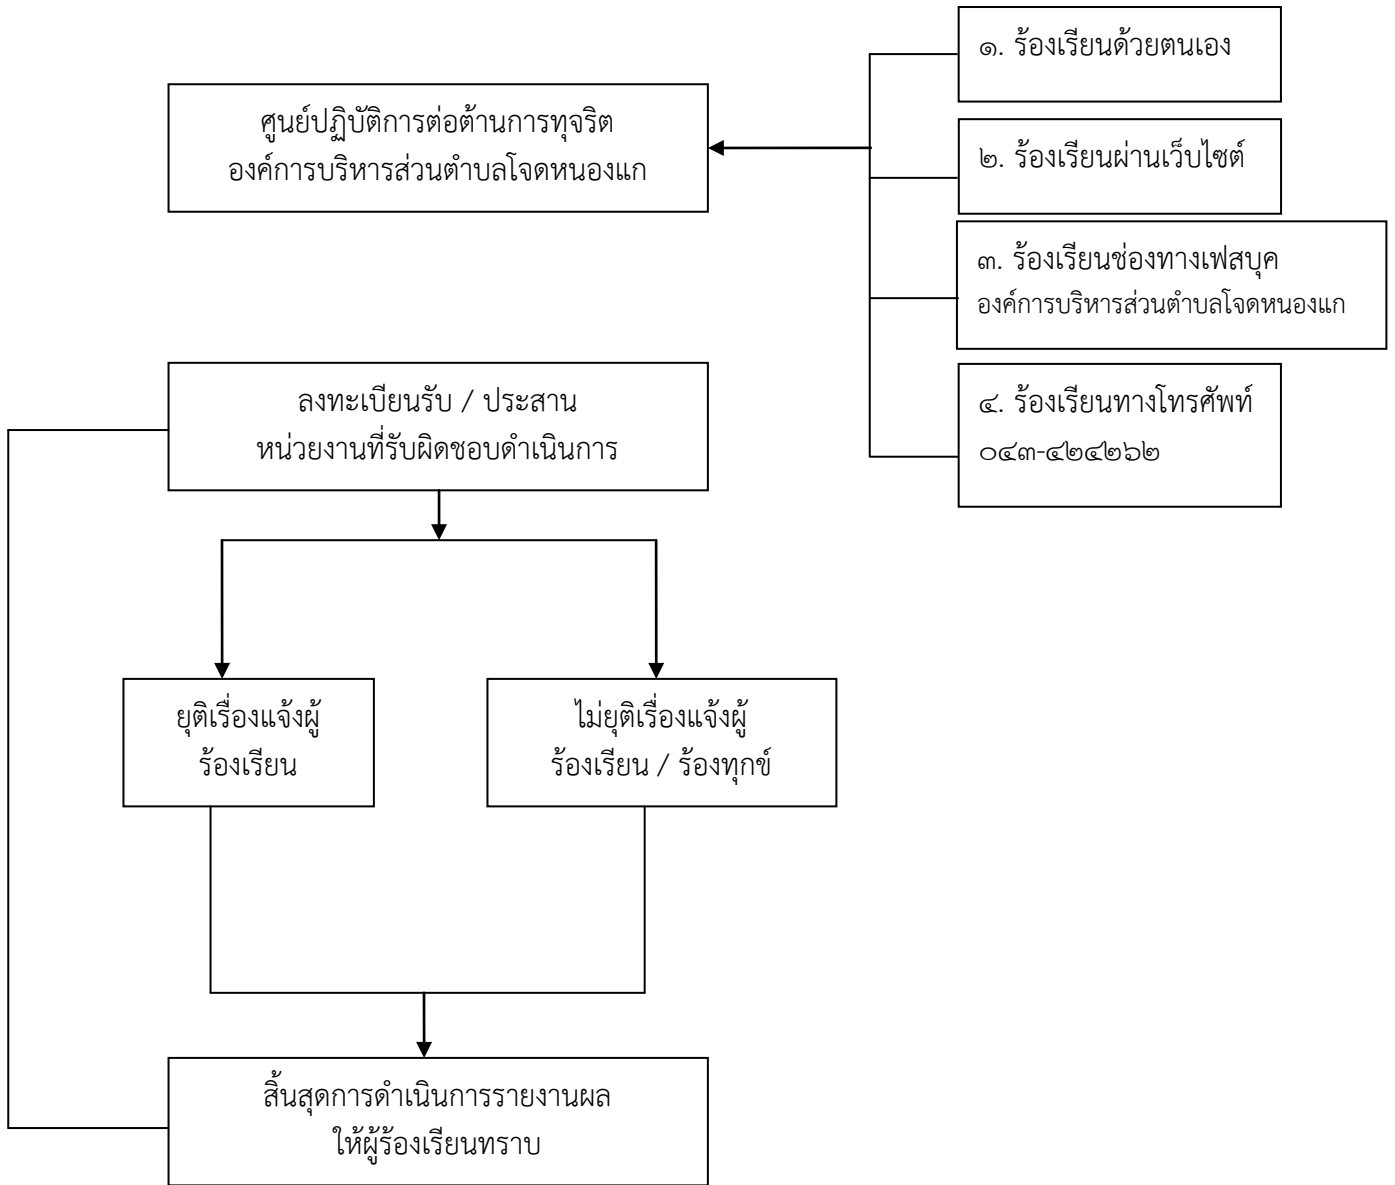 ๑. ร้องเรียนด้วยตนเอง
ศูนย์ปฏิบัติการต่อต้านการทุจริต
องค์การบริหารส่วนตำบลโจดหนองแก
๒. ร้องเรียนผ่านเว็บไซต์
๓. ร้องเรียนช่องทางเฟสบุค
องค์การบริหารส่วนตำบลโจดหนองแก
๔. ร้องเรียนทางโทรศัพท์
๐๔๓-๔๒๔๒๖๒
ลงทะเบียนรับ / ประสาน
หน่วยงานที่รับผิดชอบดำเนินการ
ยุติเรื่องแจ้งผู้
ร้องเรียน
ไม่ยุติเรื่องแจ้งผู้
ร้องเรียน / ร้องทุกข์
สิ้นสุดการดำเนินการรายงานผล
ให้ผู้ร้องเรียนทราบ